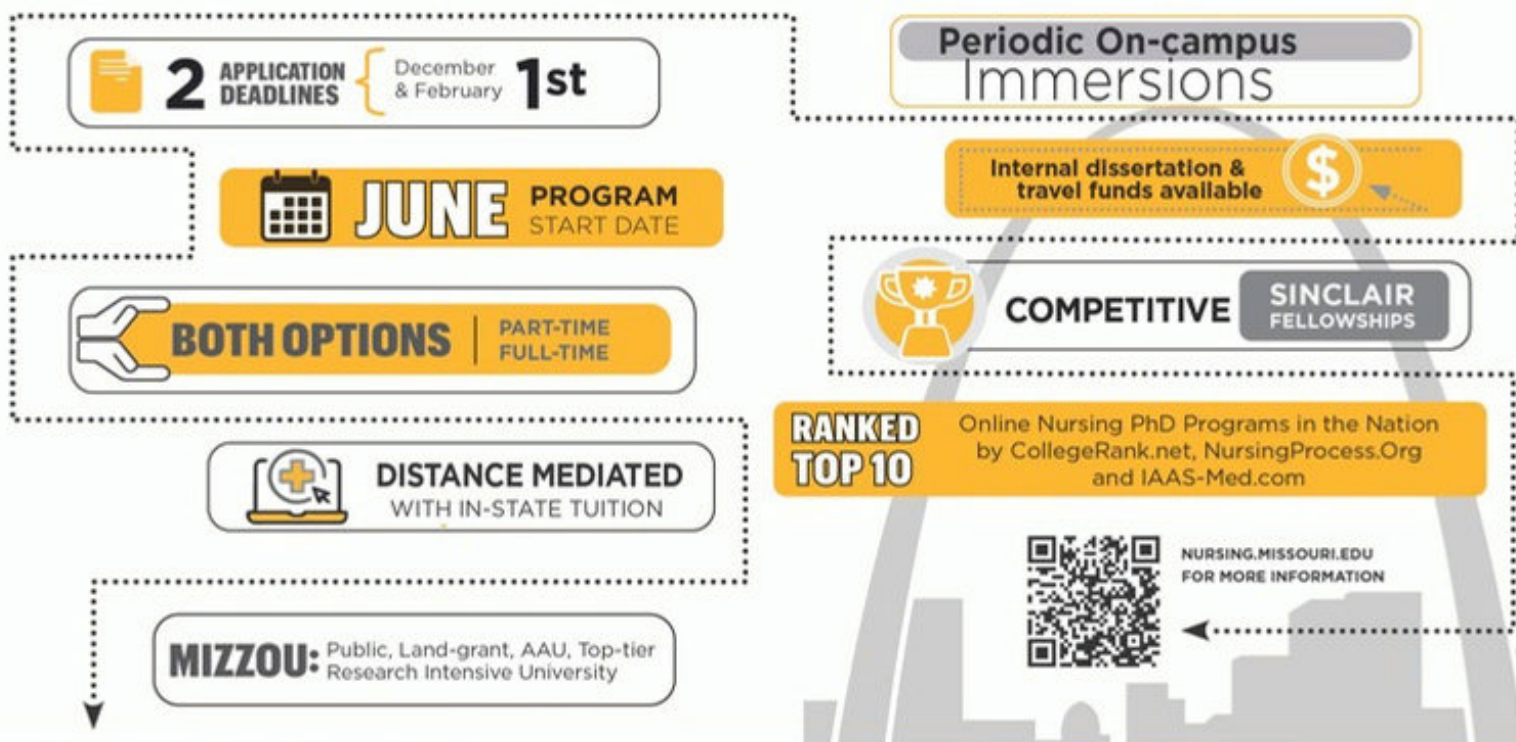 2 APPLICATION DEADLINES { December & February 1st
JUNE PROGRAM START DATE
BOTH OPTIONS | PART-TIME
FULL-TIME
DISTANCE MEDIATED
WITH IN-STATE TUITION
MIZZOU: Public, Land-grant, AAU, Top-tier
Research Intensive University
Periodic On-campus
Immersions
Internal dissertation &
travel funds available $
COMPETITIVE SINCLAIR
FELLOWSHIPS
RANKED
TOP 10
Online Nursing PhD Programs in the Nation
by CollegeRank.net, NursingProcess.Org
and IAAS-Med.com
NURSING.MISSOURI.EDU
FOR MORE INFORMATION